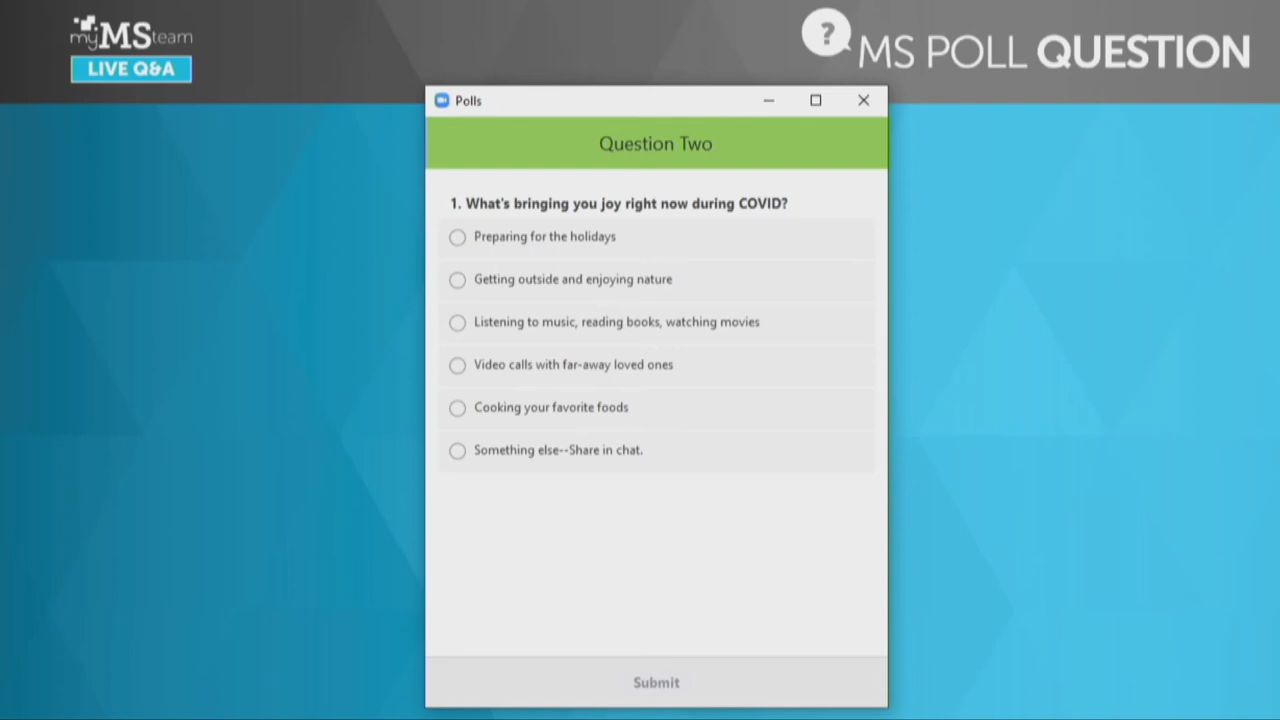 myMSteam
LIVE Q&A
?
MS POLL QUESTION
Polls
Question Two
1. What's bringing you joy right now during COVID?
Preparing for the holidays
Getting outside and enjoying nature
Listening to music, reading books, watching movies
Video calls with far-away loved ones
Cooking your favorite foods
Something else--Share in chat.
Submit